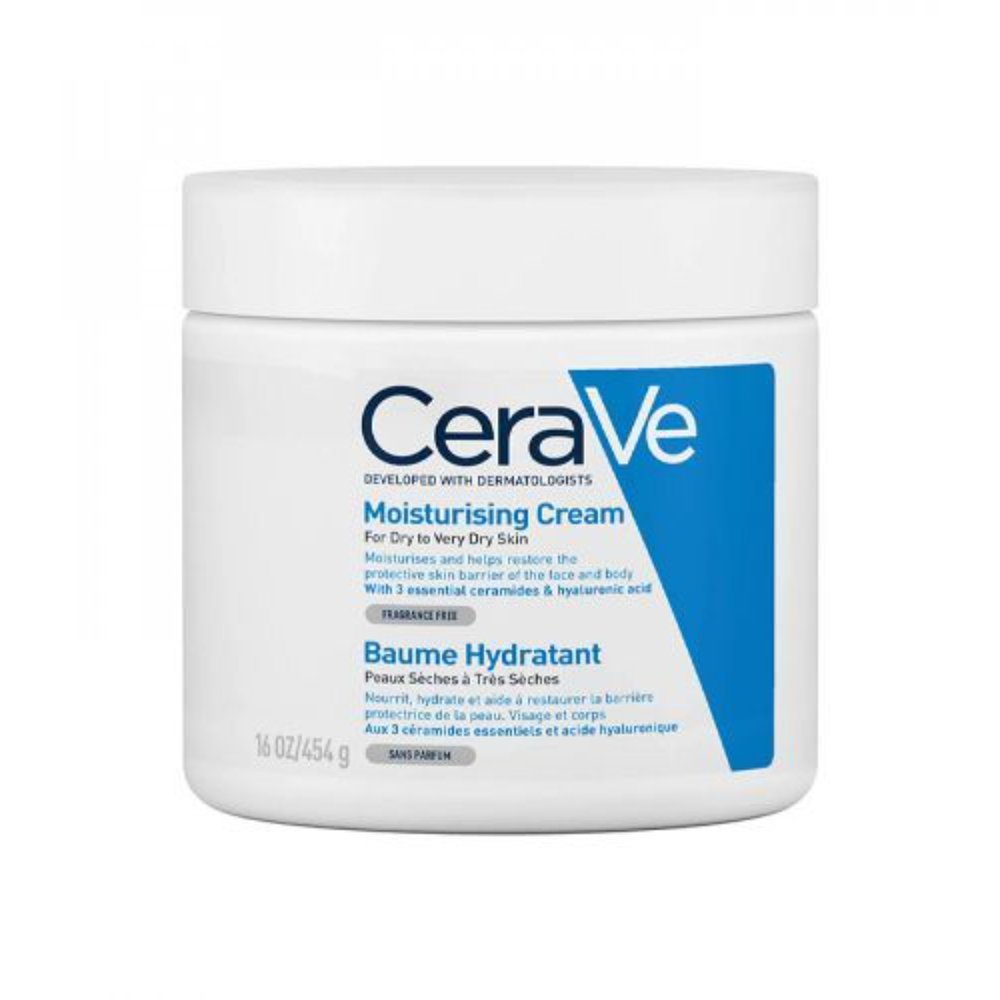 CeraVe
DEVELOPED WITH DERMATOLOGISTS
Moisturising Cream
For Dry to Very Dry Skin
Moisturises and helps restore the
protective skin barrier of the face and body
With 3 essential ceramides & hyaluronic acid
FRAGRANCE FREE
Baume Hydratant
Peaux Sèches à Très Sèches
Nourrit, hydrate et aide à restaurer la barrière
protectrice de la peau. Visage et corps
Aux 3 céramides essentiels et acide hyaluronique
16 OZ/454 g
SANS PARFUM